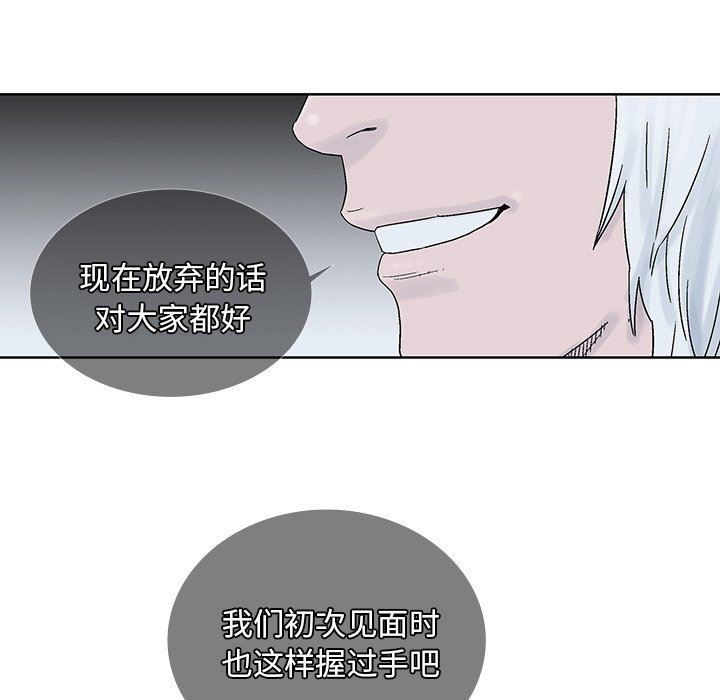 现在放弃的话
对大家都好
我们初次见面时
也这样握过手吧